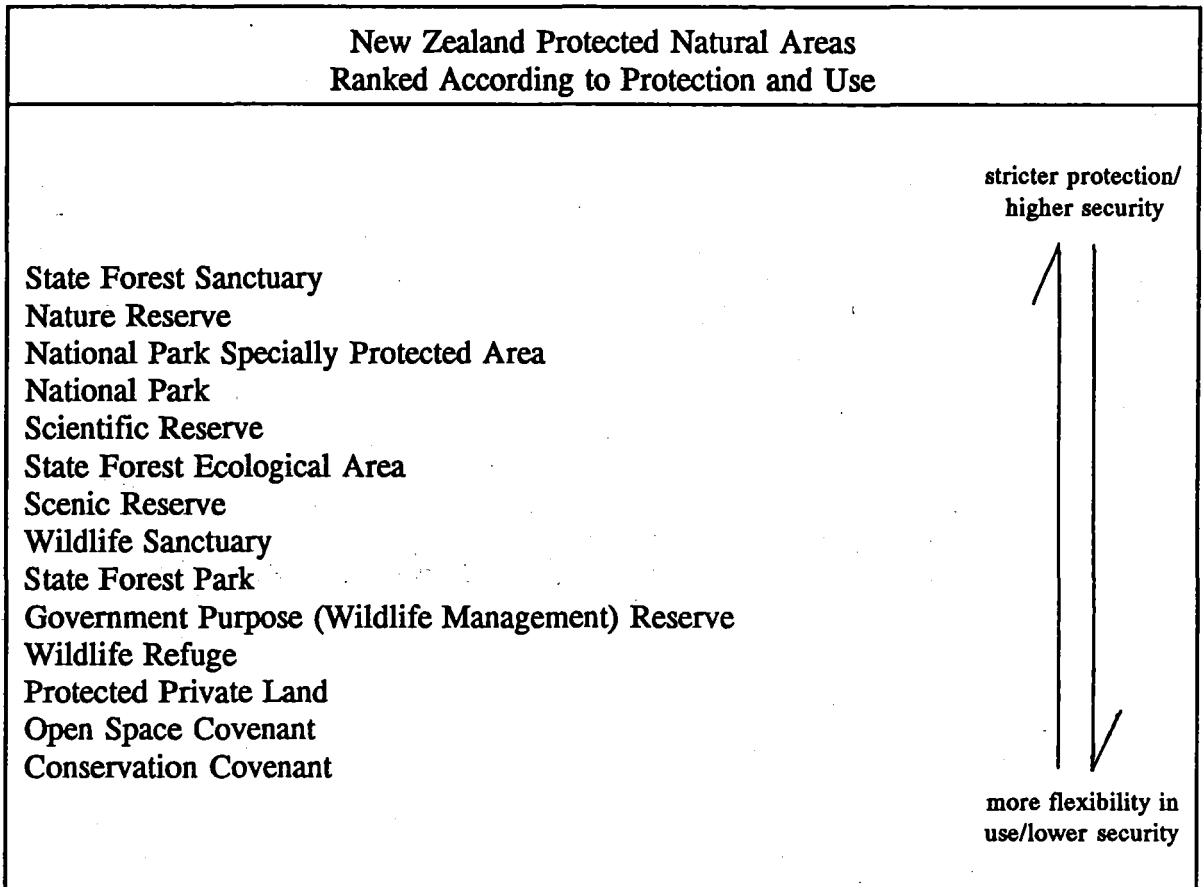 New Zealand Protected Natural Areas
Ranked According to Protection and Use
stricter protection/
higher security
State Forest Sanctuary
Nature Reserve
National Park Specially Protected Area
National Park
Scientific Reserve
State Forest Ecological Area
Scenic Reserve
Wildlife Sanctuary
State Forest Park
Government Purpose (Wildlife Management) Reserve
Wildlife Refuge
Protected Private Land
Open Space Covenant
Conservation Covenant
more flexibility in
use/lower security